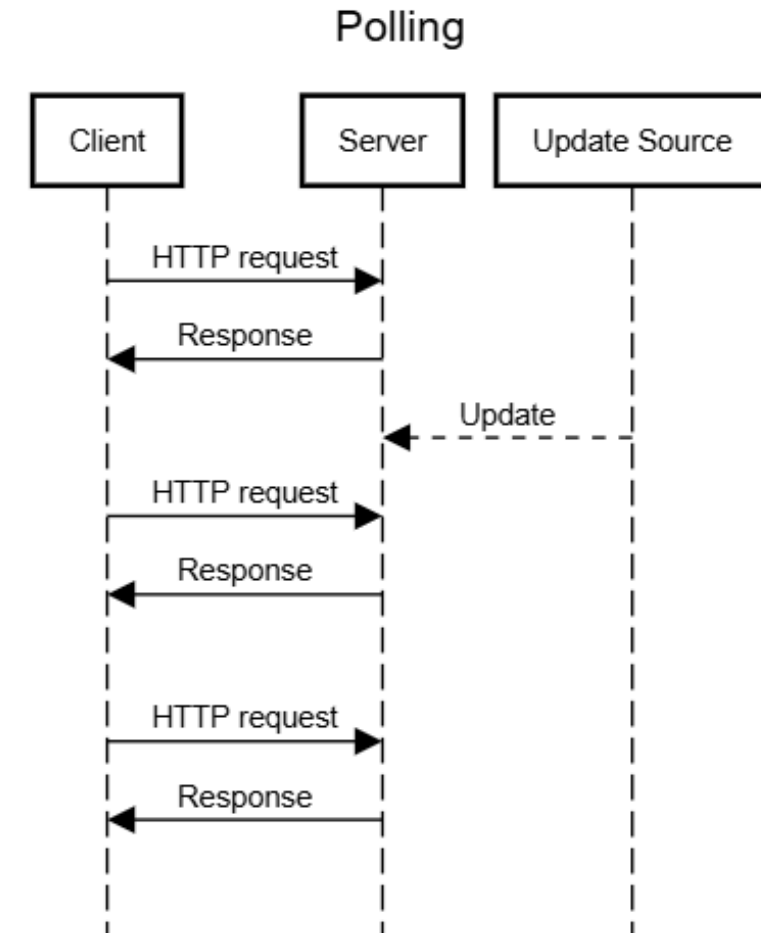 Polling
Client
Server
Update Source
HTTP request
Response
Update
HTTP request
Response
HTTP request
Response